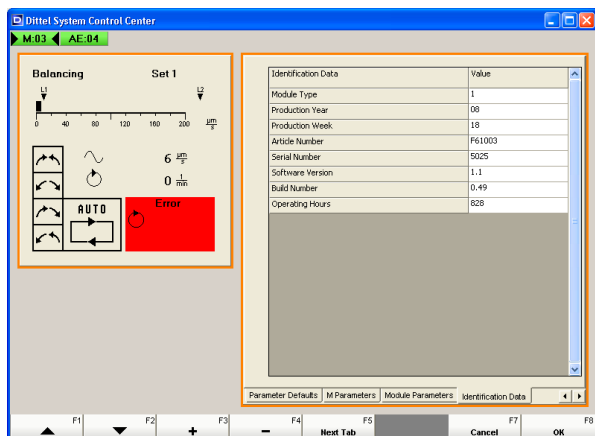 Dittel System Control Center
M:03 AE:04
Balancing Set 1
L1 L2
0 40 80 120 160 200 µm/s
6 µm/s
0 1/min
AUTO
Error
Identification Data Value
Module Type 1
Production Year 08
Production Week 18
Article Number F61003
Serial Number 5025
Software Version 1.1
Build Number 0.49
Operating Hours 828
Parameter Defaults M Parameters Module Parameters Identification Data
F1 F2 F3 F4 F5 F7 F8
+ − Next Tab Cancel OK